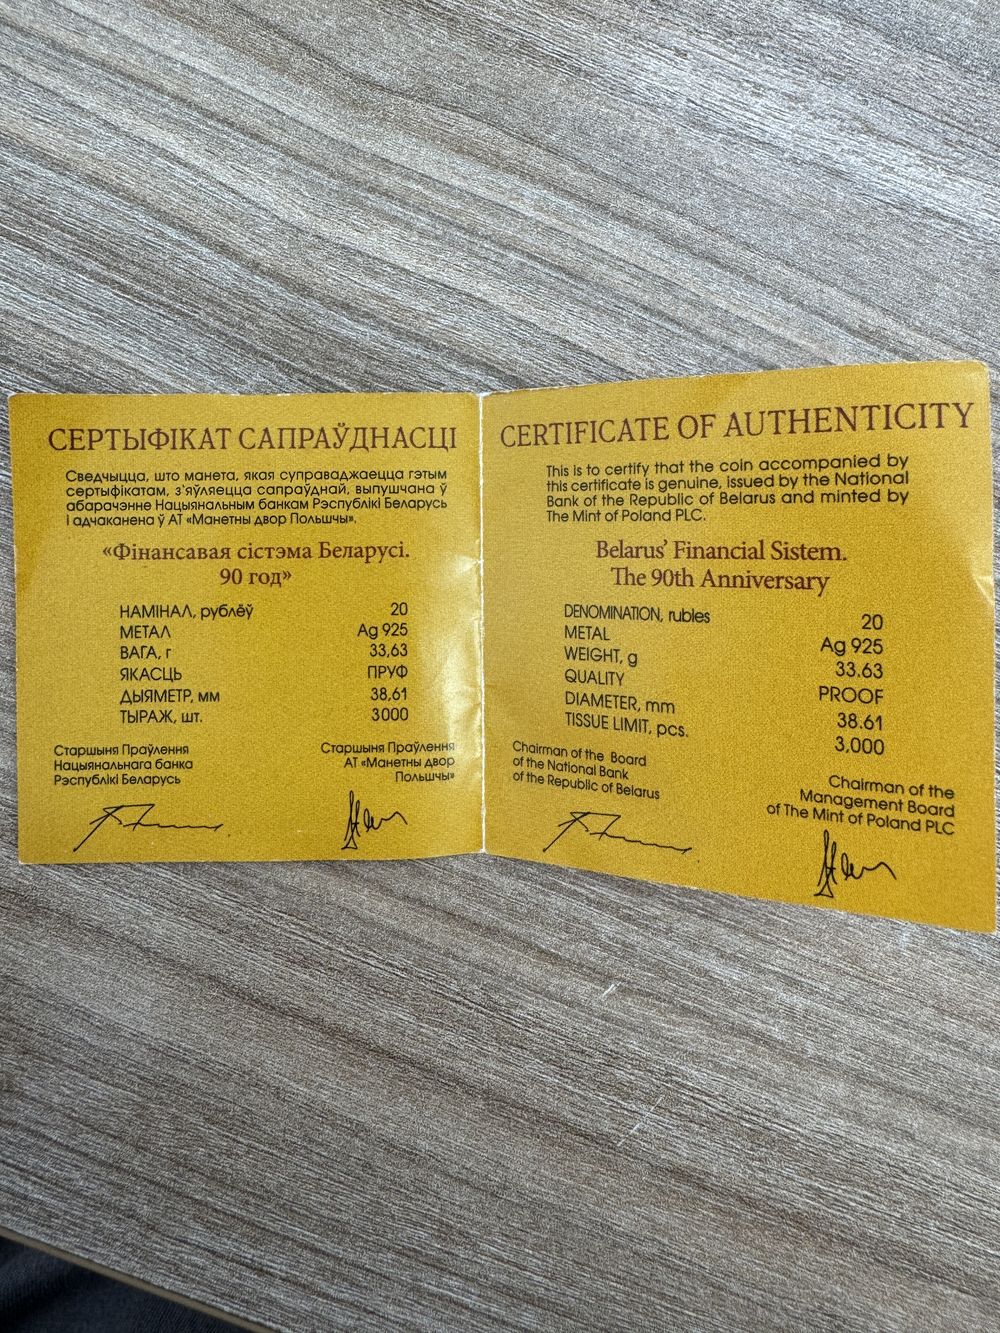 СЕРТЫФІКАТ САПРАЎДНАСЦІ
Сведчыцца, што манета, якая суправаджаецца гэтым
сертыфікатам, з'яўляецца сапраўднай, выпушчана ў
абарачэнне Нацыянальным банкам Рэспублікі Беларусь
і адчаканена ў АТ «Манетны двор Польшчы».
«Фінансавая сістэма Беларусі.
90 год»
НАМІНАЛ, рублёў 20
МЕТАЛ Ag 925
ВАГА, г 33,63
ЯКАСЦЬ ПРУФ
ДЫЯМЕТР, мм 38,61
ТЫРАЖ, шт. 3000
Старшыня Праўлення
Нацыянальнага банка
Рэспублікі Беларусь
Старшыня Праўлення
АТ «Манетны двор
Польшчы»
CERTIFICATE OF AUTHENTICITY
This is to certify that the coin accompanied by
this certificate is genuine, issued by the National
Bank of the Republic of Belarus and minted by
The Mint of Poland PLC.
Belarus' Financial Sistem.
The 90th Anniversary
DENOMINATION, rubles 20
METAL Ag 925
WEIGHT, g 33.63
QUALITY PROOF
DIAMETER, mm 38.61
TISSUE LIMIT, pcs. 3,000
Chairman of the Board
of the National Bank
of the Republic of Belarus
Chairman of the
Management Board
of The Mint of Poland PLC